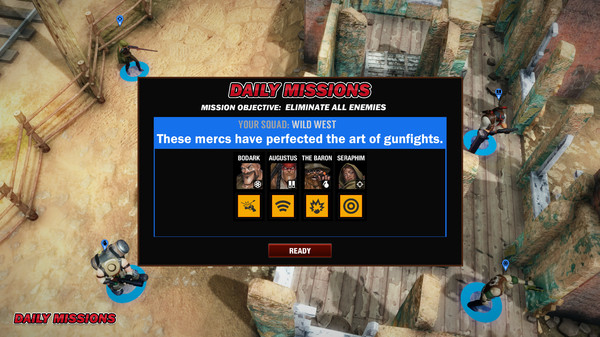 DAILY MISSIONS
MISSION OBJECTIVE: ELIMINATE ALL ENEMIES
YOUR SQUAD: WILD WEST
These mercs have perfected the art of gunfights.
BODARK AUGUSTUS THE BARON SERAPHIM
READY
DAILY MISSIONS